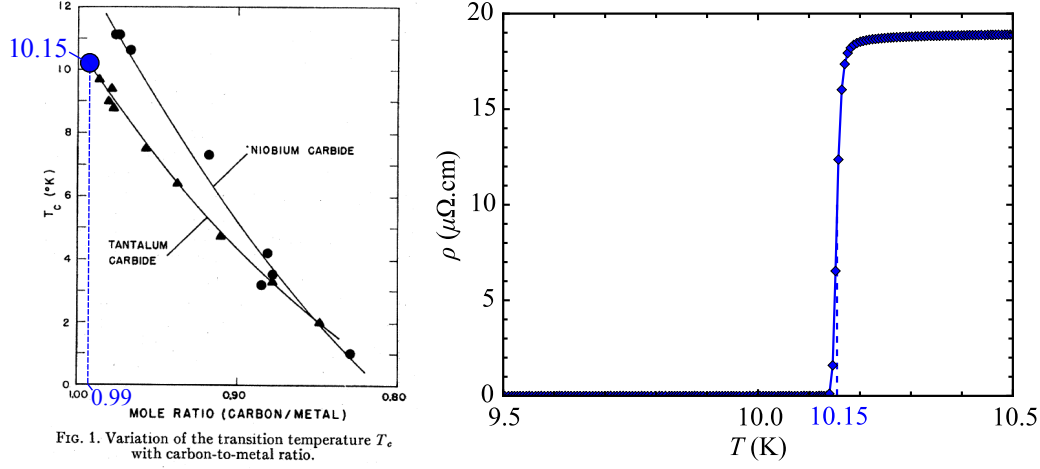 12
10.15
10
8
6
4
2
0
T_c (°K)
NIOBIUM CARBIDE
TANTALUM
CARBIDE
1.00
0.99
0.90
0.80
MOLE RATIO (CARBON/METAL)
FIG. 1. Variation of the transition temperature T_c
with carbon-to-metal ratio.
20
15
10
5
0
ρ (μΩ.cm)
9.5
10.0
10.15
10.5
T (K)